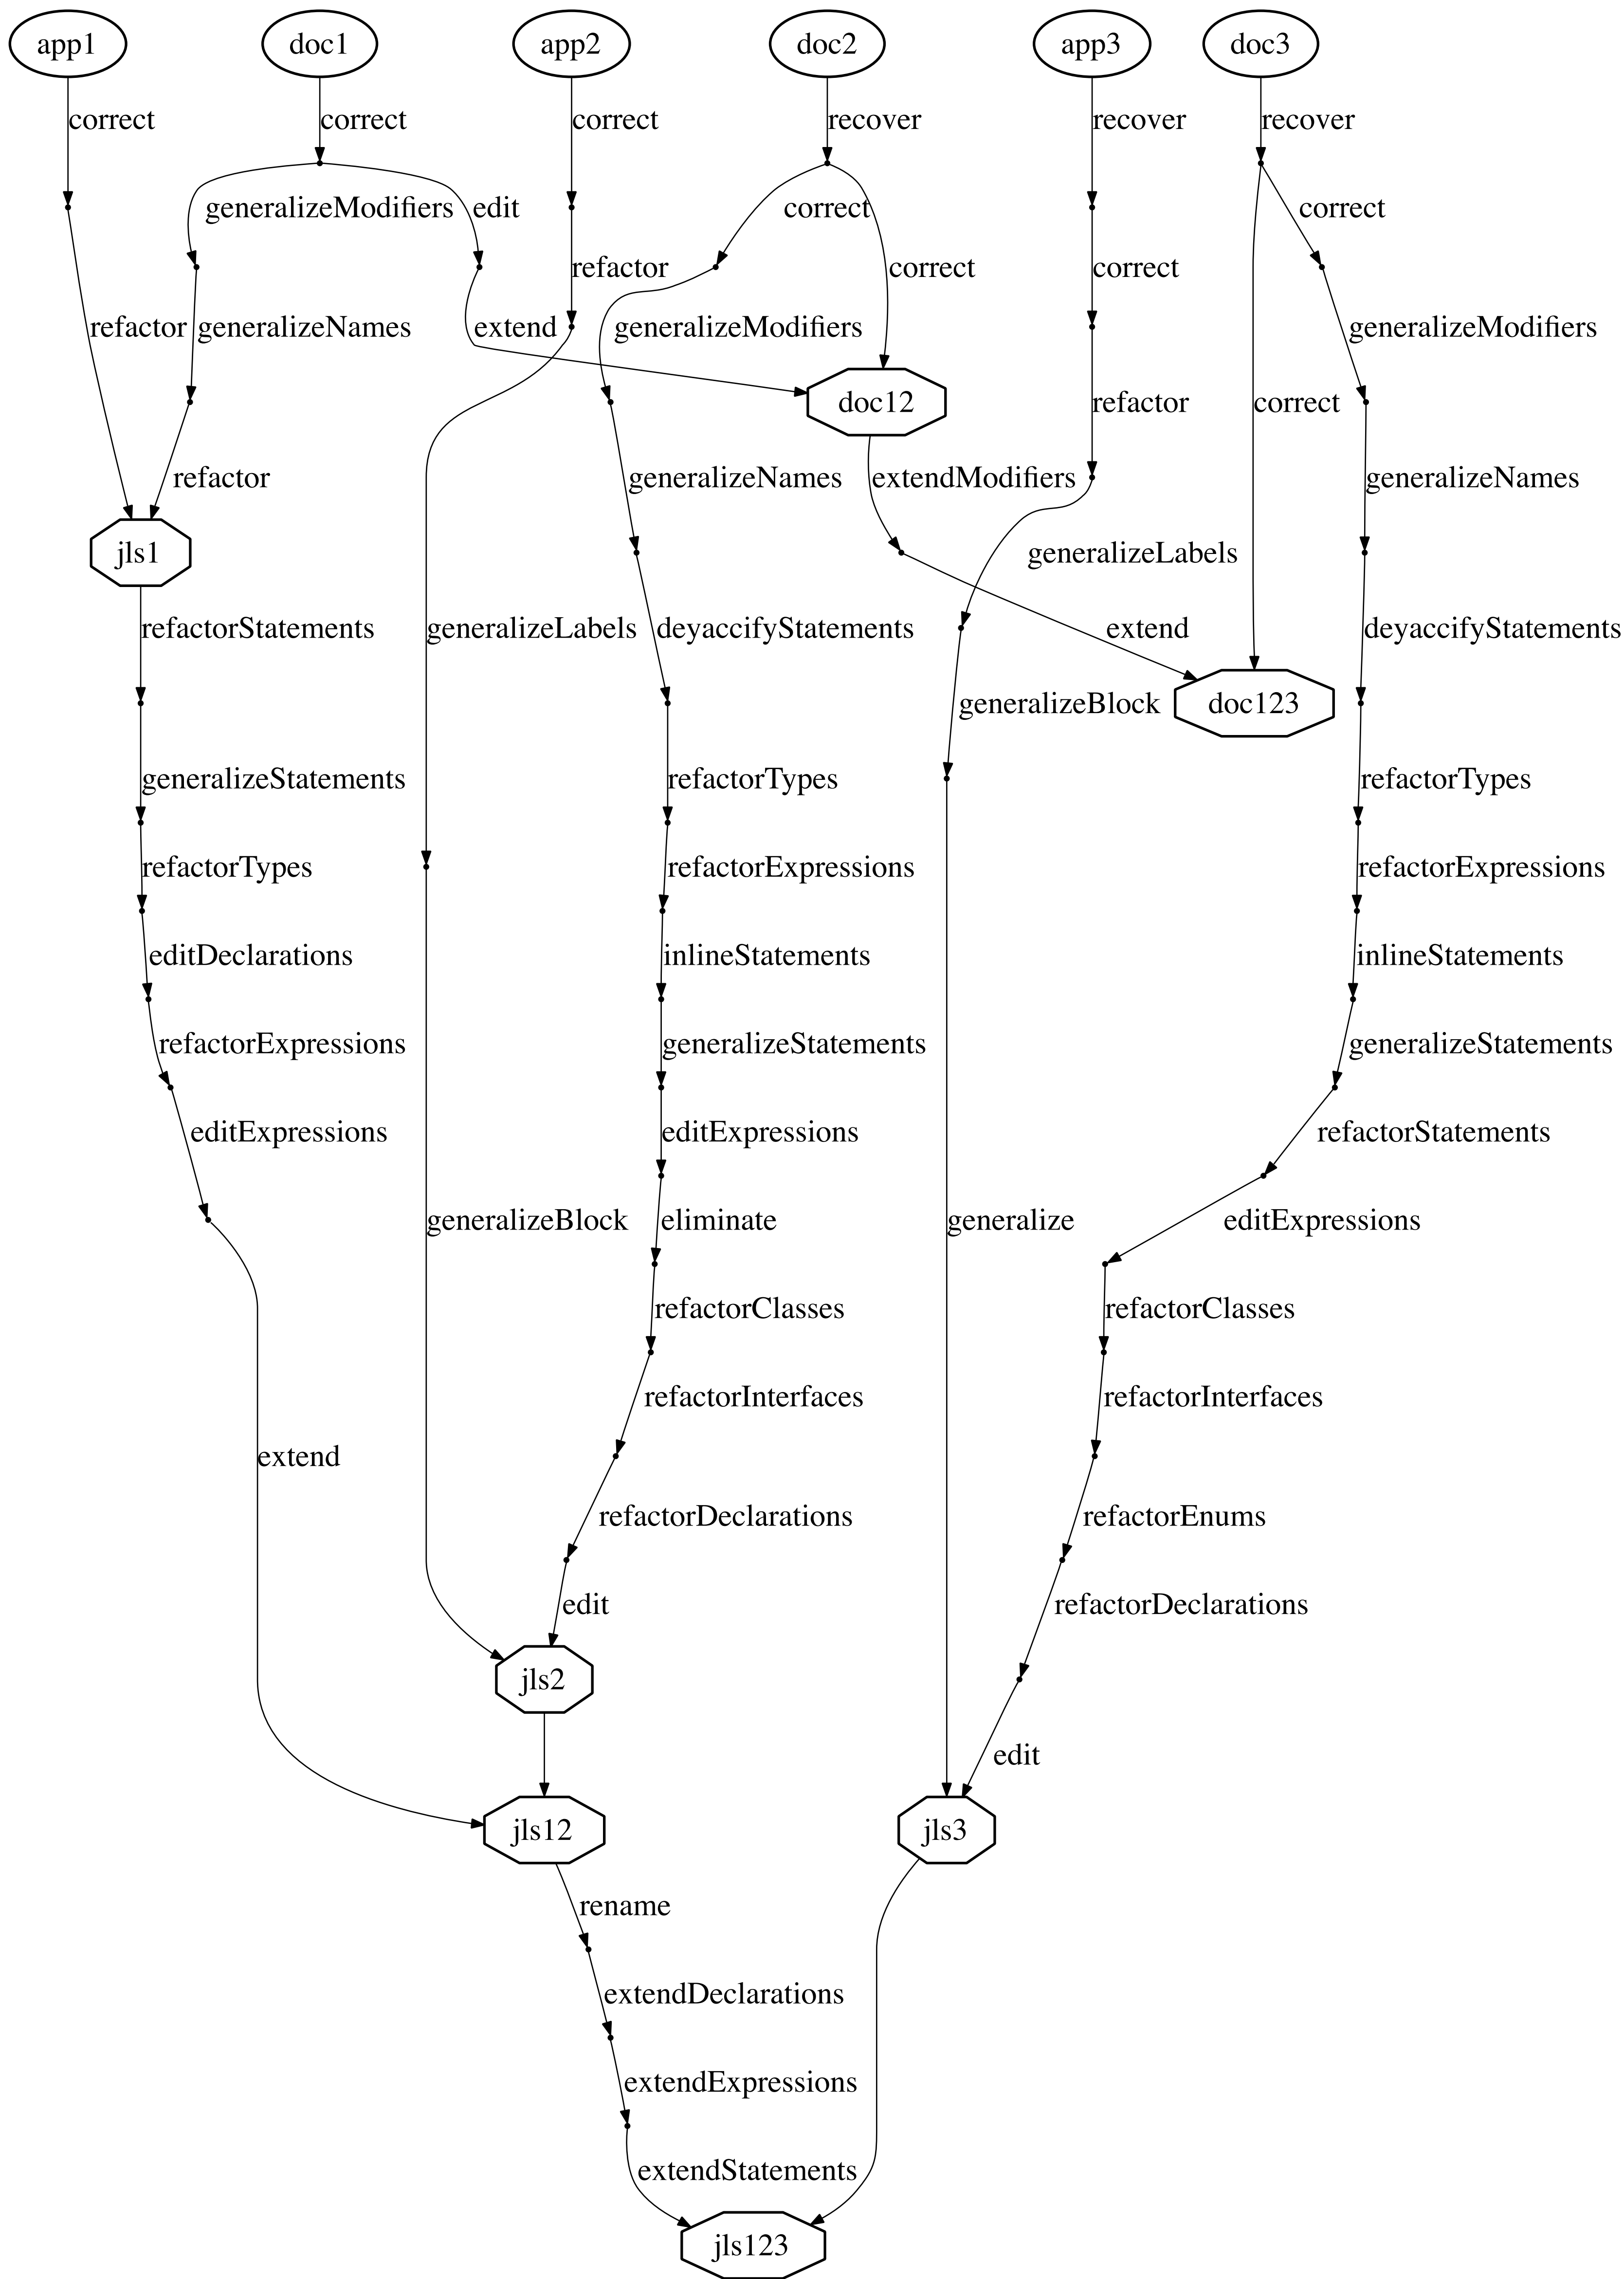 app1
doc1
app2
doc2
app3
doc3
correct
correct
correct
recover
recover
recover
generalizeModifiers
edit
correct
correct
refactor
correct
correct
refactor
generalizeNames
extend
generalizeModifiers
generalizeModifiers
doc12
refactor
correct
refactor
generalizeNames
extendModifiers
generalizeNames
jls1
generalizeLabels
refactorStatements
generalizeLabels
deyaccifyStatements
extend
deyaccifyStatements
generalizeBlock
doc123
generalizeStatements
refactorTypes
refactorTypes
refactorTypes
refactorExpressions
refactorExpressions
editDeclarations
inlineStatements
inlineStatements
refactorExpressions
generalizeStatements
generalizeStatements
editExpressions
editExpressions
refactorStatements
generalizeBlock
eliminate
generalize
editExpressions
refactorClasses
refactorClasses
refactorInterfaces
refactorInterfaces
extend
refactorDeclarations
refactorEnums
edit
refactorDeclarations
jls2
edit
jls12
jls3
rename
extendDeclarations
extendExpressions
extendStatements
jls123